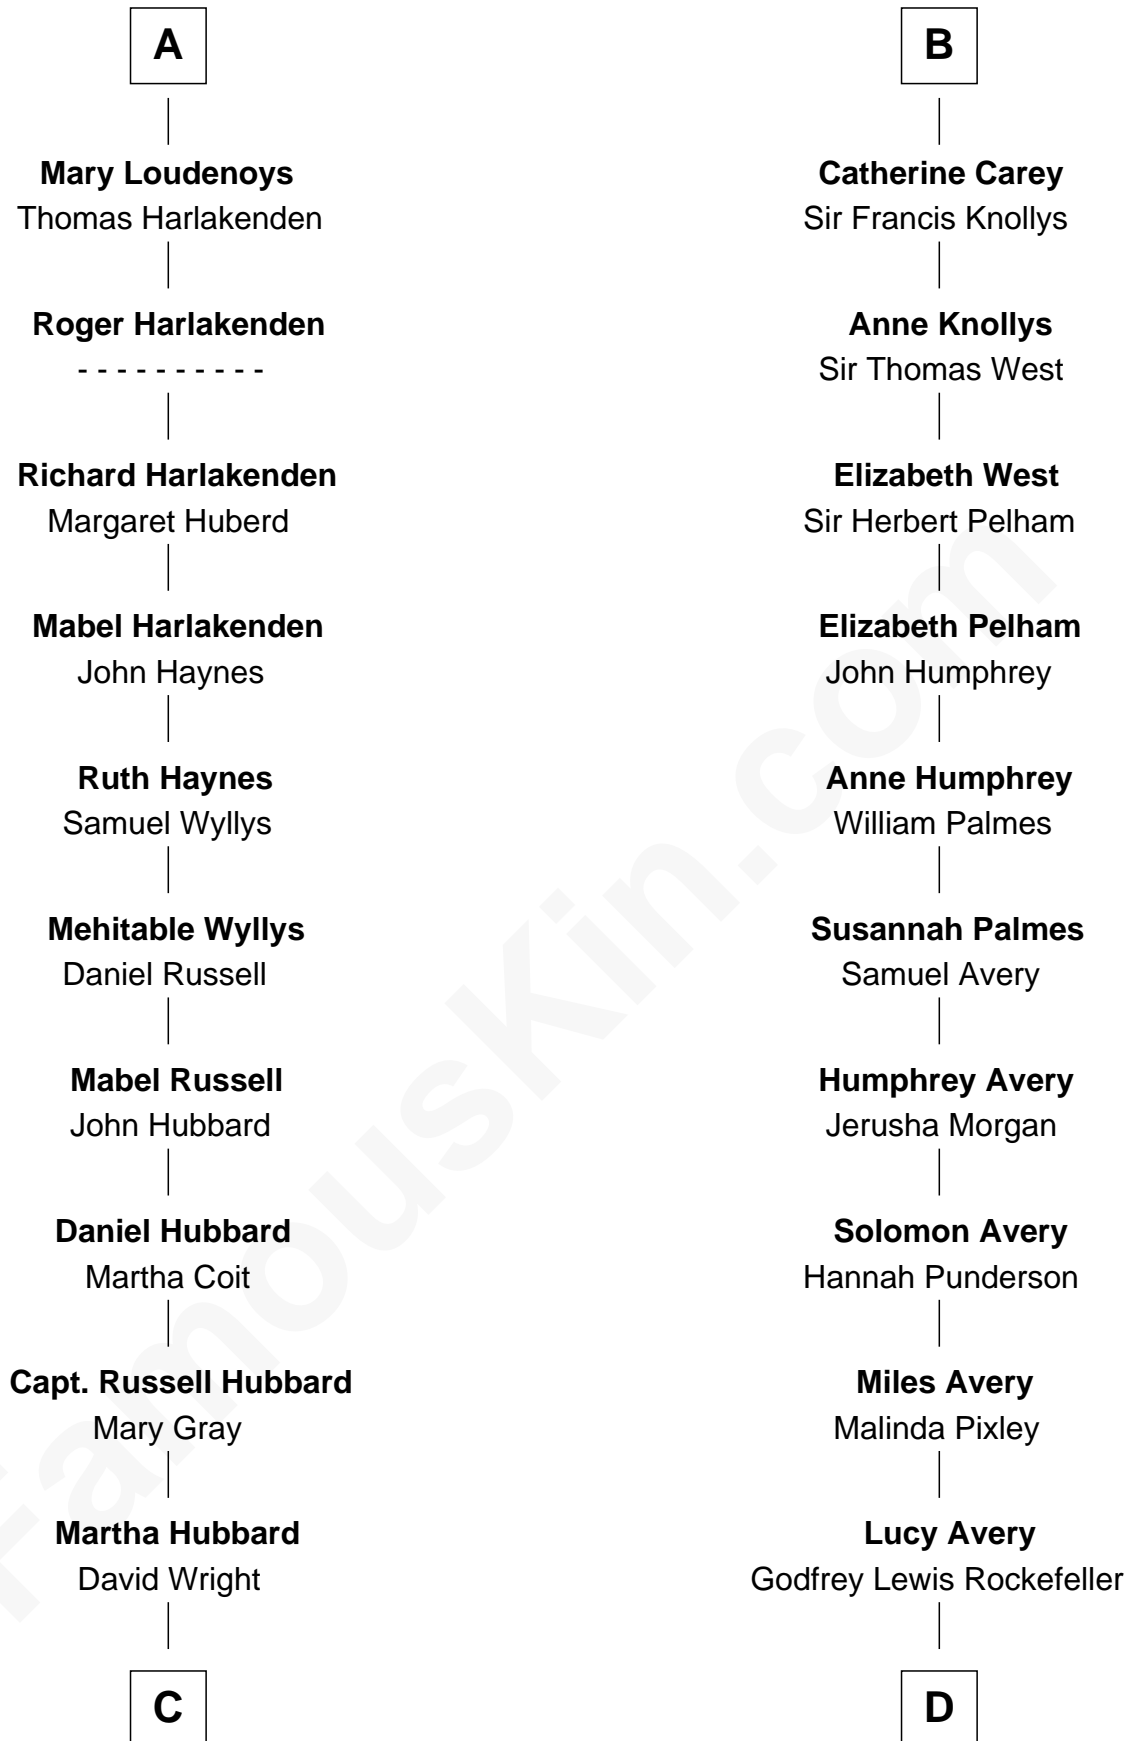 A
Mary Loudenoys
Thomas Harlakenden
Roger Harlakenden
- - - - - - - - - -
Richard Harlakenden
Margaret Huberd
Mabel Harlakenden
John Haynes
Ruth Haynes
Samuel Wyllys
Mehitable Wyllys
Daniel Russell
Mabel Russell
John Hubbard
Daniel Hubbard
Martha Coit
Capt. Russell Hubbard
Mary Gray
Martha Hubbard
David Wright
C
B
Catherine Carey
Sir Francis Knollys
Anne Knollys
Sir Thomas West
Elizabeth West
Sir Herbert Pelham
Elizabeth Pelham
John Humphrey
Anne Humphrey
William Palmes
Susannah Palmes
Samuel Avery
Humphrey Avery
Jerusha Morgan
Solomon Avery
Hannah Punderson
Miles Avery
Malinda Pixley
Lucy Avery
Godfrey Lewis Rockefeller
D
FamousKin.com